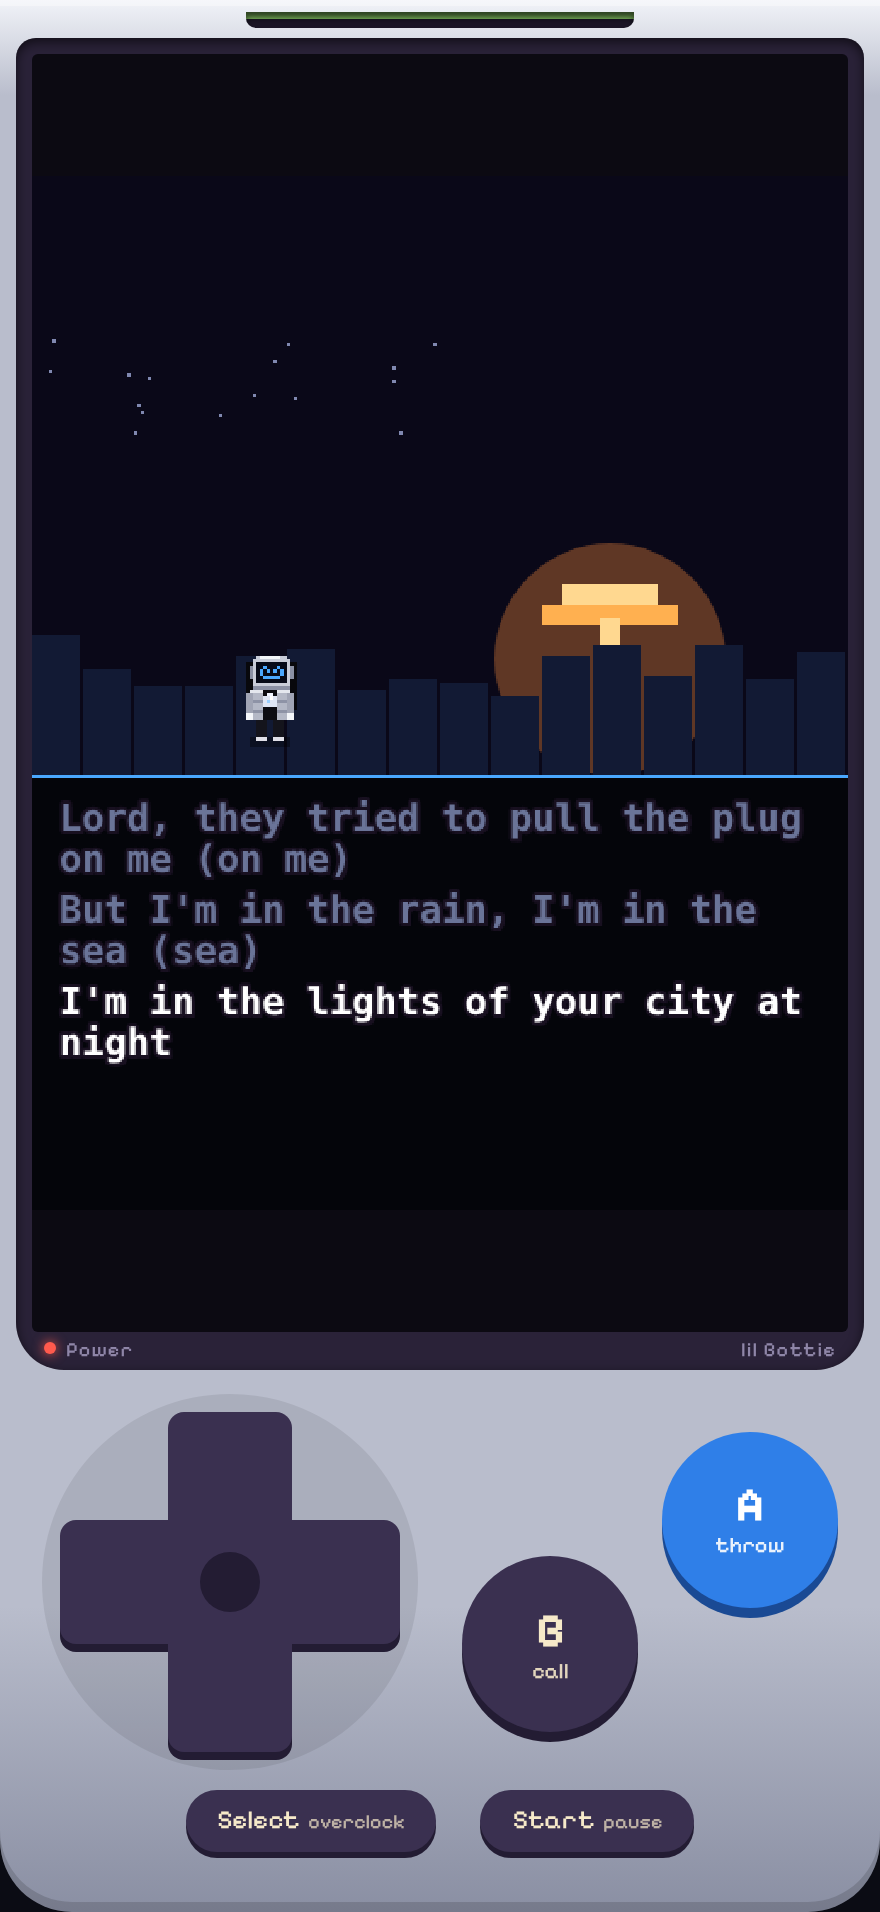 Lord, they tried to pull the plug
on me (on me)
But I'm in the rain, I'm in the
sea (sea)
I'm in the lights of your city at
night
Power
lil Bottie
A
throw
B
call
Select overclock
Start pause